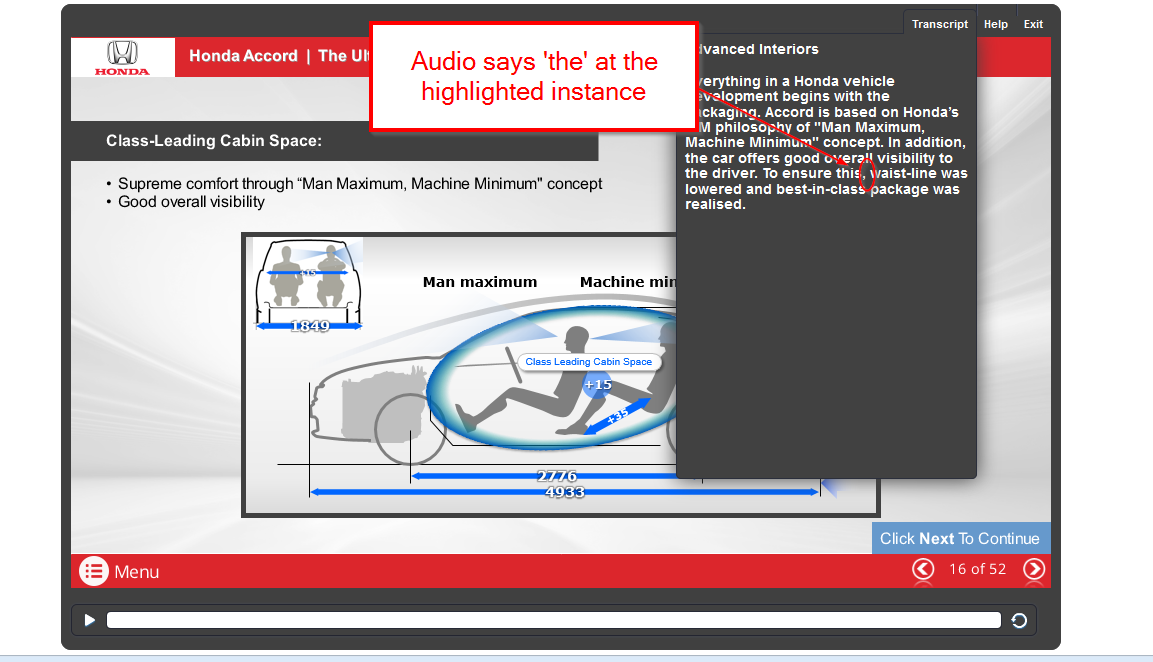 Transcript Help Exit
HONDA
Honda Accord | The Ul
Audio says 'the' at the
highlighted instance
dvanced Interiors
verything in a Honda vehicle
evelopment begins with the
ackaging. Accord is based on Honda's
M philosophy of "Man Maximum,
Machine Minimum" concept. In addition,
the car offers good overall visibility to
the driver. To ensure this, waist-line was
lowered and best-in-class package was
realised.
Class-Leading Cabin Space:
• Supreme comfort through “Man Maximum, Machine Minimum" concept
• Good overall visibility
+15
1849
Man maximum Machine min
Class Leading Cabin Space
+15
+35
2776
4933
Click Next To Continue
Menu
16 of 52